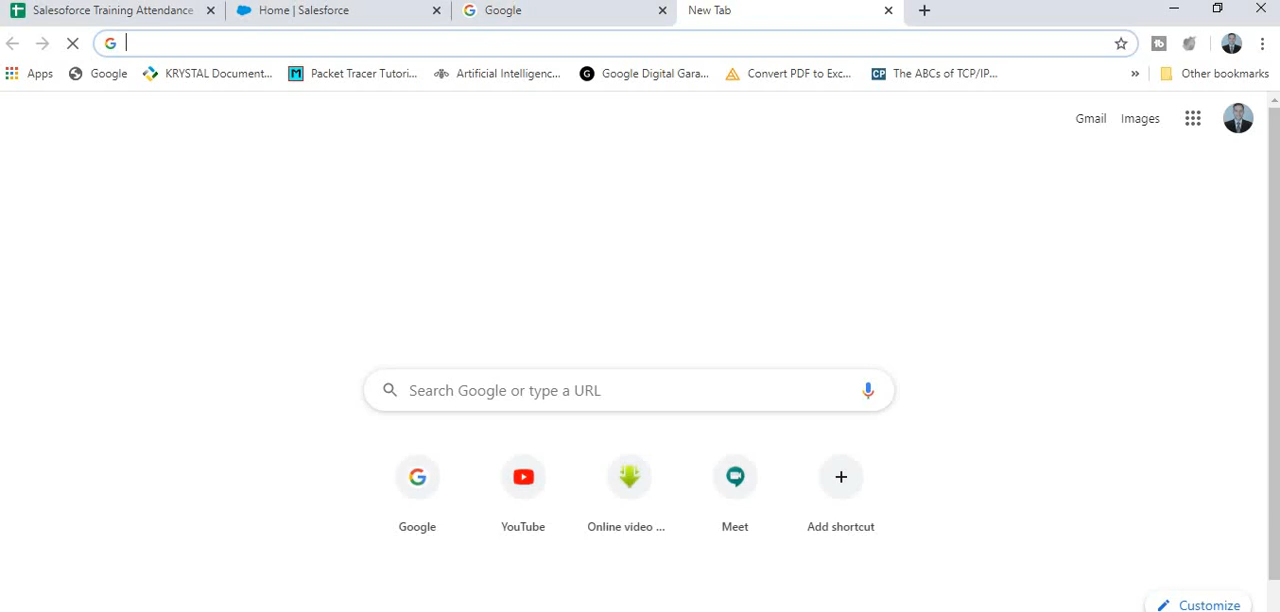 Salesoforce Training Attendance
Home | Salesforce
Google
New Tab
Apps
Google
KRYSTAL Document...
Packet Tracer Tutori...
Artificial Intelligenc...
Google Digital Gara...
Convert PDF to Exc...
CP
The ABCs of TCP/IP...
»
Other bookmarks
Gmail
Images
Search Google or type a URL
Google
YouTube
Online video ...
Meet
Add shortcut
Customize